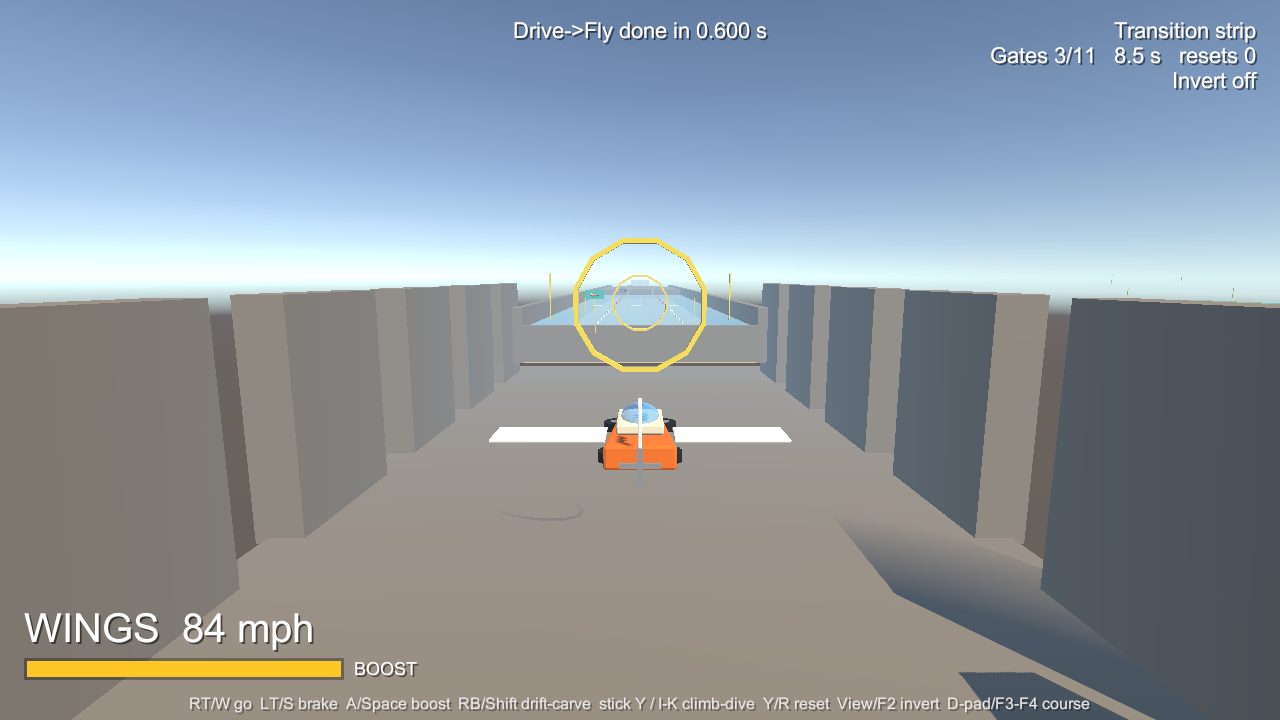 Drive->Fly done in 0.600 s
Transition strip
Gates 3/11 8.5 s resets 0
Invert off
WINGS 84 mph
BOOST
RT/W go LT/S brake A/Space boost RB/Shift drift-carve stick Y / I-K climb-dive Y/R reset View/F2 invert D-pad/F3-F4 course